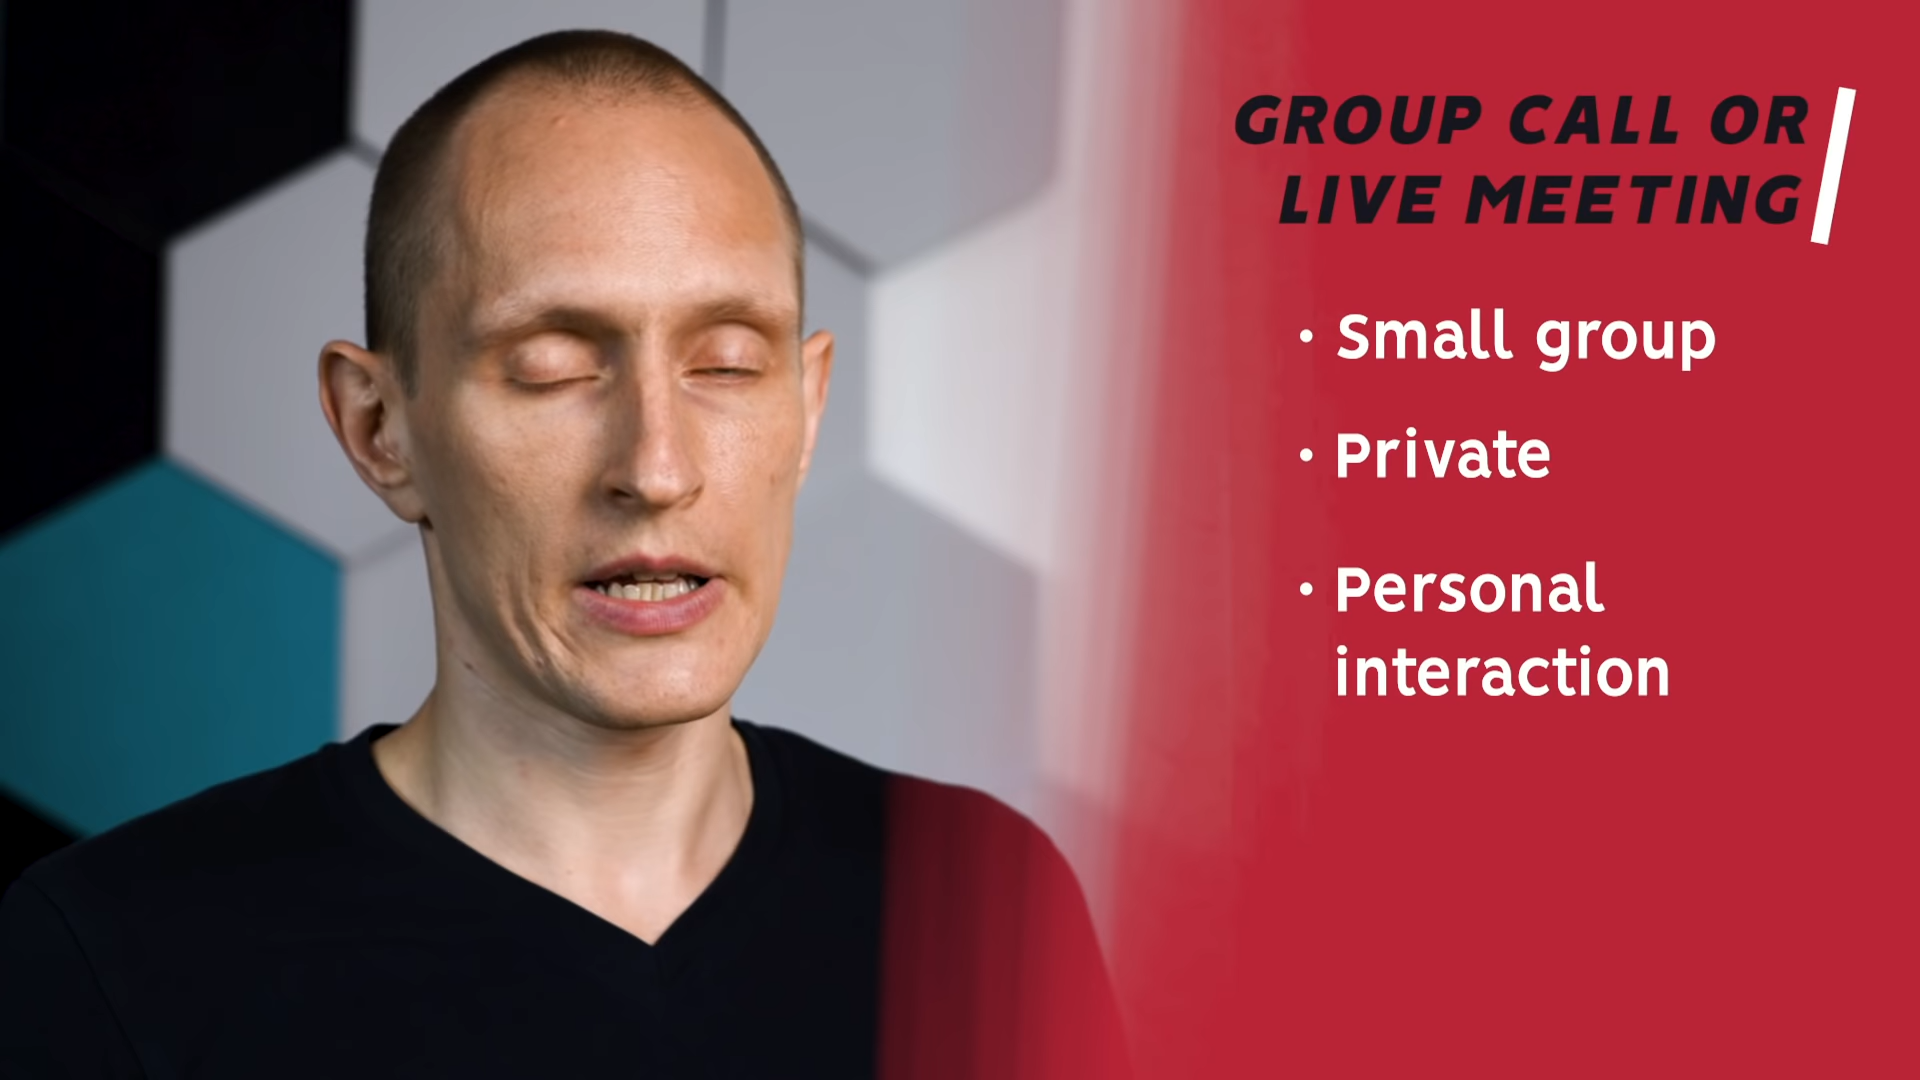 GROUP CALL OR
LIVE MEETING
• Small group
• Private
• Personal
interaction